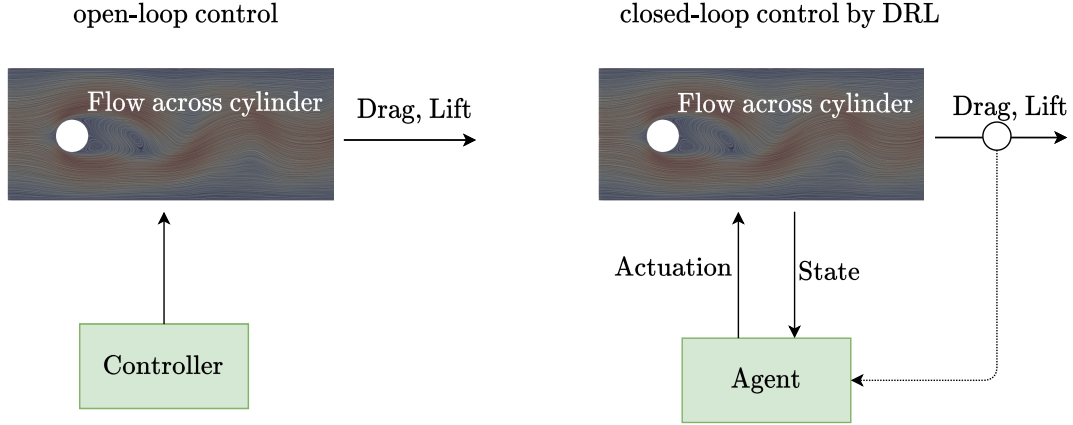 open-loop control
Flow across cylinder
Drag, Lift
Controller
closed-loop control by DRL
Flow across cylinder
Drag, Lift
Actuation
State
Agent